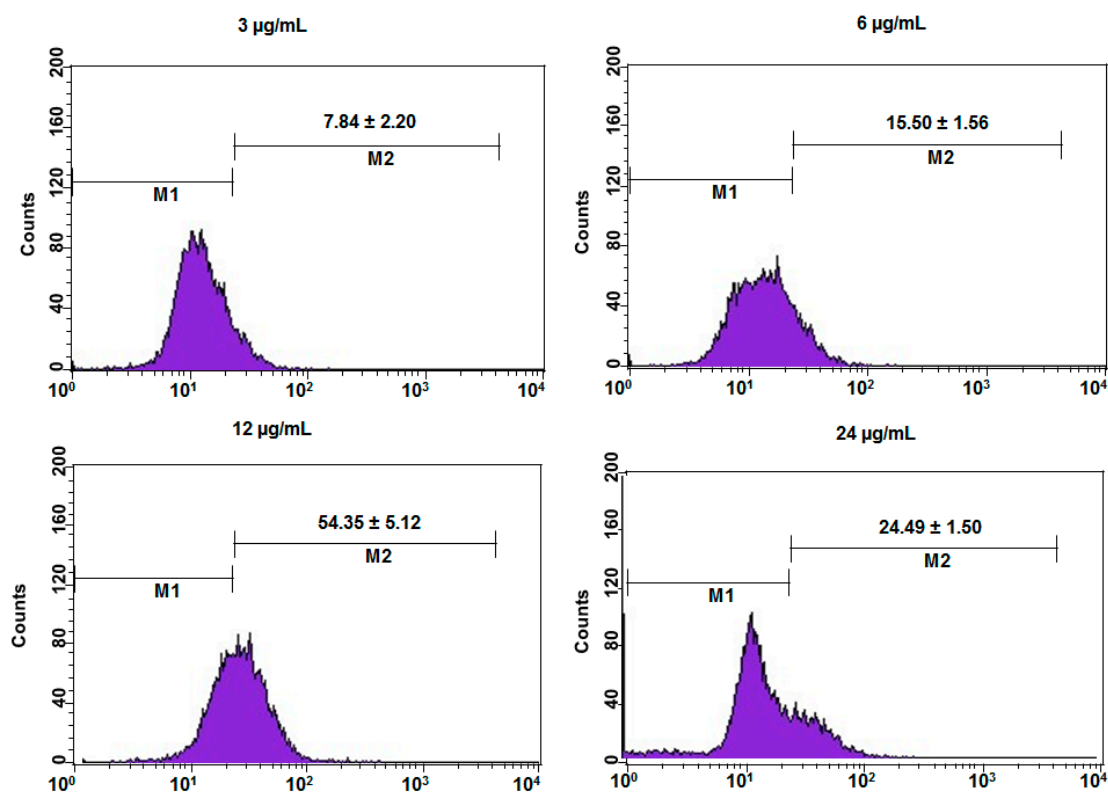 3 µg/mL
200
160
120
80
40
0
Counts
7.84 ± 2.20
M2
M1
10⁰
10¹
10²
10³
10⁴
6 µg/mL
200
160
120
80
40
0
Counts
15.50 ± 1.56
M2
M1
10⁰
10¹
10²
10³
10⁴
12 µg/mL
200
160
120
80
40
0
Counts
54.35 ± 5.12
M2
M1
10⁰
10¹
10²
10³
10⁴
24 µg/mL
200
160
120
80
40
0
Counts
24.49 ± 1.50
M2
M1
10⁰
10¹
10²
10³
10⁴